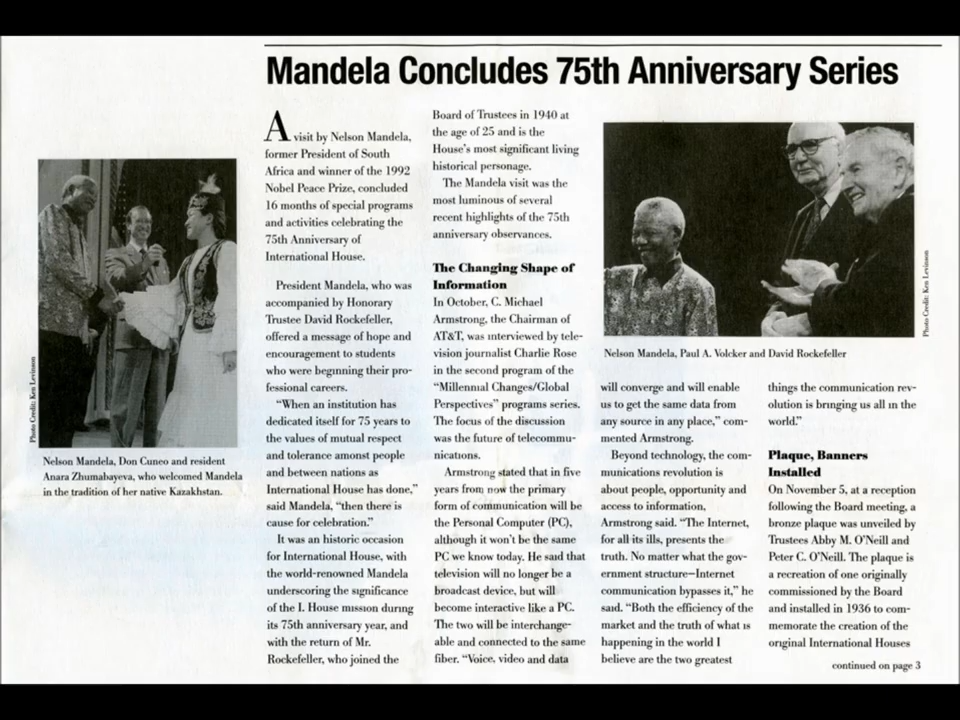 Mandela Concludes 75th Anniversary Series
Photo Credit: Ken Levinson
Nelson Mandela, Don Cuneo and resident
Anara Zhumabayeva, who welcomed Mandela
in the tradition of her native Kazakhstan.
A visit by Nelson Mandela,
former President of South
Africa and winner of the 1992
Nobel Peace Prize, concluded
16 months of special programs
and activities celebrating the
75th Anniversary of
International House.
President Mandela, who was
accompanied by Honorary
Trustee David Rockefeller,
offered a message of hope and
encouragement to students
who were beginning their pro-
fessional careers.
“When an institution has
dedicated itself for 75 years to
the values of mutual respect
and tolerance amongst people
and between nations as
International House has done,”
said Mandela, “then there is
cause for celebration.”
It was an historic occasion
for International House, with
the world-renowned Mandela
underscoring the significance
of the I. House mission during
its 75th anniversary year, and
with the return of Mr.
Rockefeller, who joined the
Board of Trustees in 1940 at
the age of 25 and is the
House’s most significant living
historical personage.
The Mandela visit was the
most luminous of several
recent highlights of the 75th
anniversary observances.
The Changing Shape of
Information
In October, C. Michael
Armstrong, the Chairman of
AT&T, was interviewed by tele-
vision journalist Charlie Rose
in the second program of the
“Millennial Changes/Global
Perspectives” programs series.
The focus of the discussion
was the future of telecommu-
nications.
Armstrong stated that in five
years from now the primary
form of communication will be
the Personal Computer (PC),
although it won’t be the same
PC we know today. He said that
television will no longer be a
broadcast device, but will
become interactive like a PC.
The two will be interchange-
able and connected to the same
fiber. “Voice, video and data
Photo Credit: Ken Levinson
Nelson Mandela, Paul A. Volcker and David Rockefeller
will converge and will enable
us to get the same data from
any source in any place,” com-
mented Armstrong.
Beyond technology, the com-
munications revolution is
about people, opportunity and
access to information,
Armstrong said. “The Internet,
for all its ills, presents the
truth. No matter what the gov-
ernment structure—Internet
communication bypasses it,” he
said. “Both the efficiency of the
market and the truth of what is
happening in the world I
believe are the two greatest
things the communication rev-
olution is bringing us all in the
world.”
Plaque, Banners
Installed
On November 5, at a reception
following the Board meeting, a
bronze plaque was unveiled by
Trustees Abby M. O’Neill and
Peter C. O’Neill. The plaque is
a recreation of one originally
commissioned by the Board
and installed in 1936 to com-
memorate the creation of the
original International Houses
continued on page 3